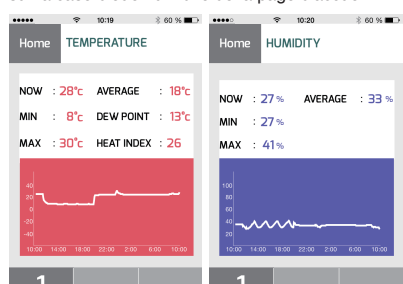 10:19 60 %
Home TEMPERATURE
NOW : 28°c AVERAGE : 18°c
MIN : 8°c DEW POINT : 13°c
MAX : 30°c HEAT INDEX : 26
40
20
0
-20
-40
10:00 14:00 18:00 22:00 2:00 6:00 10:00
1
10:20 60 %
Home HUMIDITY
NOW : 27 % AVERAGE : 33 %
MIN : 27 %
MAX : 41 %
100
80
60
40
20
10:00 14:00 18:00 22:00 2:00 6:00 10:00
1